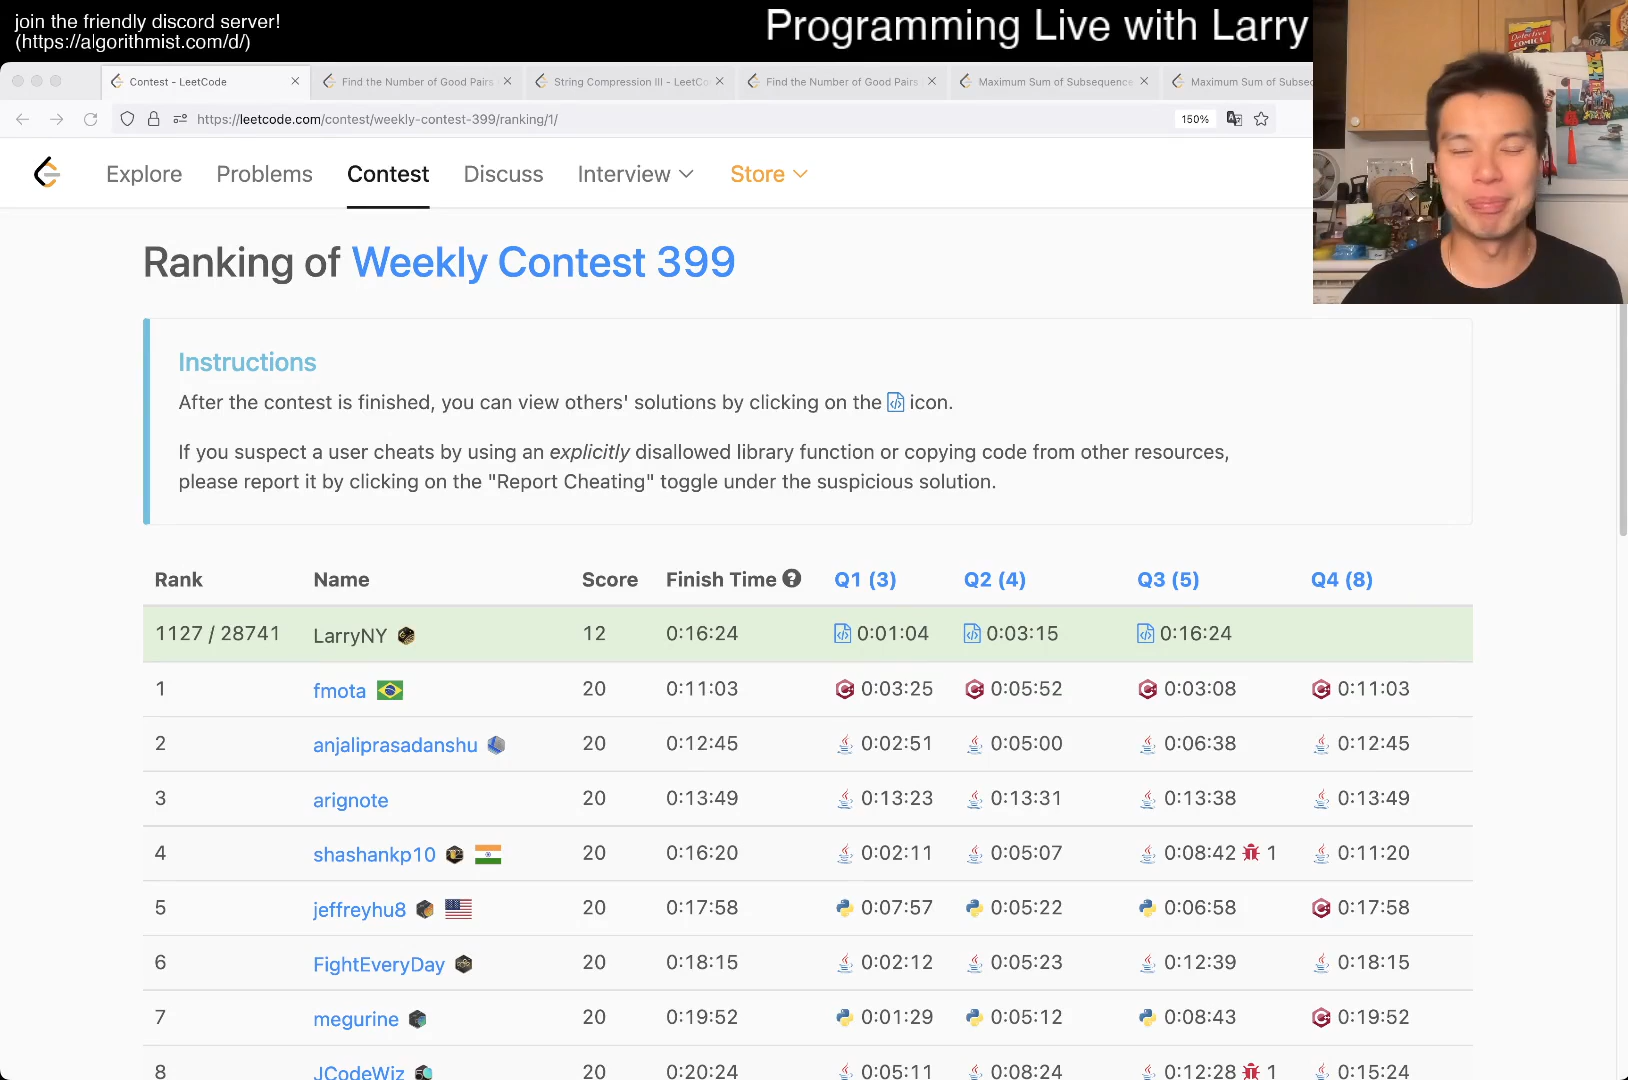 join the friendly discord server!
(https://algorithmist.com/d/)
Programming Live with Larry
Contest - LeetCode
Find the Number of Good Pairs
String Compression III - LeetCo
Find the Number of Good Pairs
Maximum Sum of Subsequence
Maximum Sum of Subsec
https://leetcode.com/contest/weekly-contest-399/ranking/1/
150%
Explore Problems Contest Discuss Interview Store
Ranking of Weekly Contest 399
Instructions
After the contest is finished, you can view others' solutions by clicking on the icon.
If you suspect a user cheats by using an explicitly disallowed library function or copying code from other resources,
please report it by clicking on the "Report Cheating" toggle under the suspicious solution.
Rank Name Score Finish Time Q1 (3) Q2 (4) Q3 (5) Q4 (8)
1127 / 28741 LarryNY 12 0:16:24 0:01:04 0:03:15 0:16:24
1 fmota 20 0:11:03 0:03:25 0:05:52 0:03:08 0:11:03
2 anjaliprasadanshu 20 0:12:45 0:02:51 0:05:00 0:06:38 0:12:45
3 arignote 20 0:13:49 0:13:23 0:13:31 0:13:38 0:13:49
4 shashankp10 20 0:16:20 0:02:11 0:05:07 0:08:42 1 0:11:20
5 jeffreyhu8 20 0:17:58 0:07:57 0:05:22 0:06:58 0:17:58
6 FightEveryDay 20 0:18:15 0:02:12 0:05:23 0:12:39 0:18:15
7 megurine 20 0:19:52 0:01:29 0:05:12 0:08:43 0:19:52
8 JCodeWiz 20 0:20:24 0:05:11 0:08:24 0:12:28 1 0:15:24